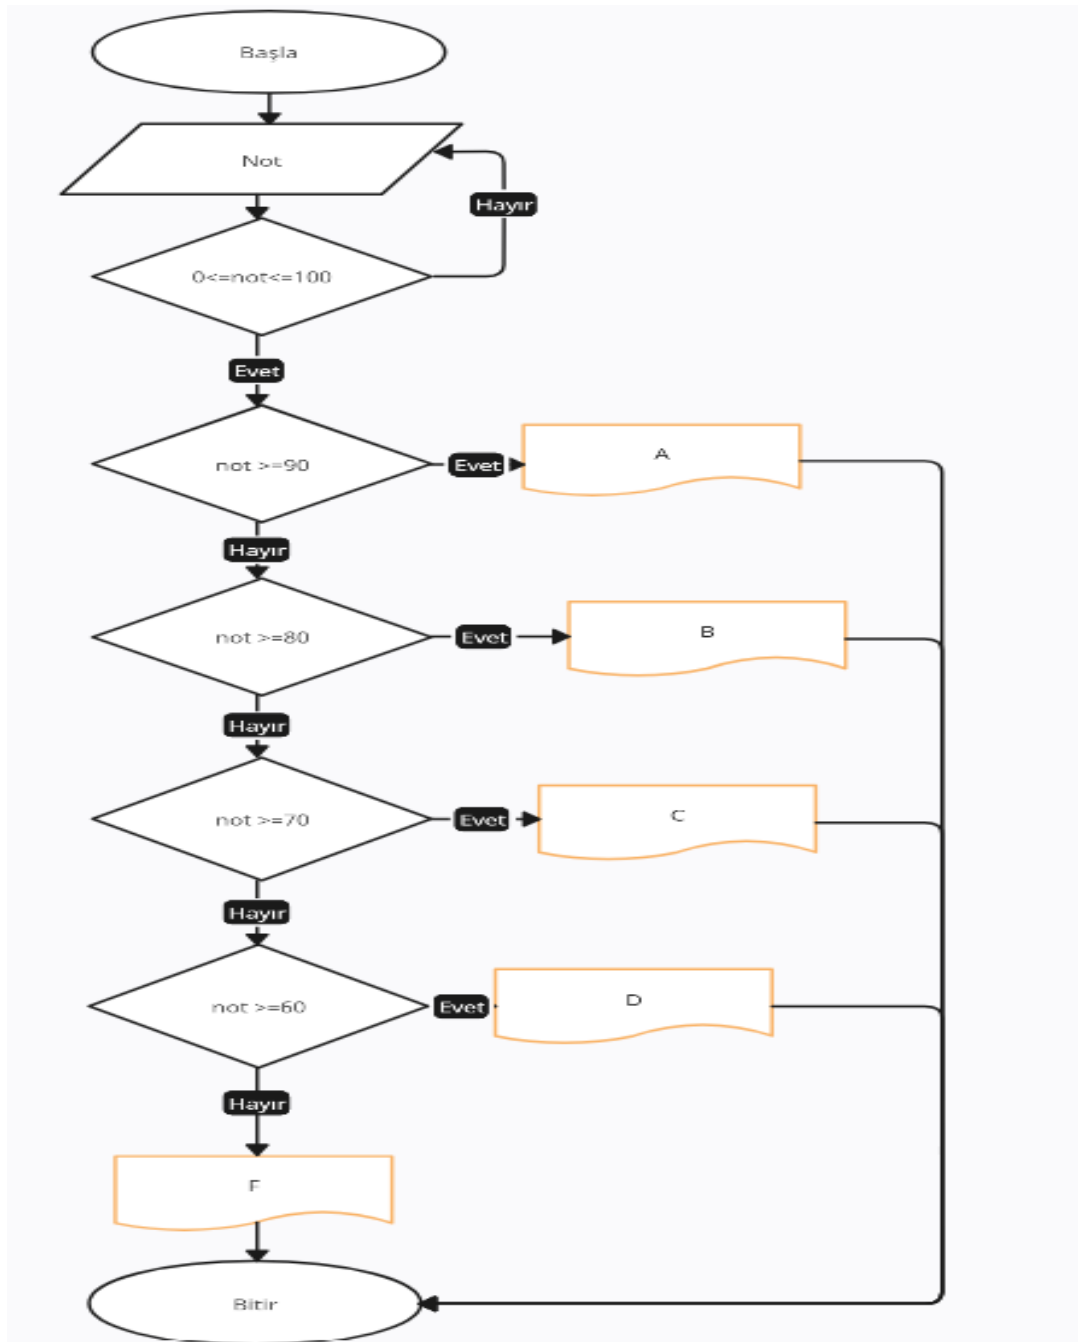 Başla
Not
Hayır
0<=not<=100
Evet
not >=90
Evet
A
Hayır
not >=80
Evet
B
Hayır
not >=70
Evet
C
Hayır
not >=60
Evet
D
Hayır
F
Bitir